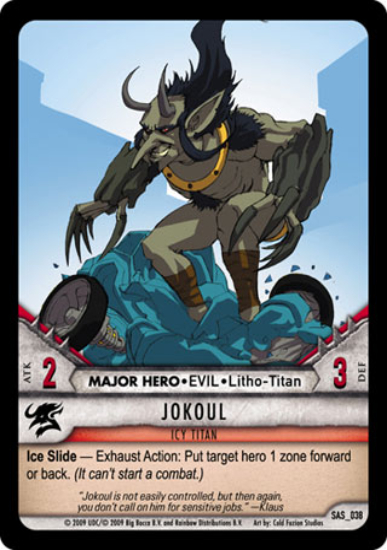 ATK
2
MAJOR HERO•EVIL•Litho-Titan
3
DEF
JOKOUL
ICY TITAN
Ice Slide — Exhaust Action: Put target hero 1 zone forward
or back. (It can't start a combat.)
"Jokoul is not easily controlled, but then again,
you don't call on him for sensitive jobs." —Klaus
SAS_038
© 2009 UDC/© 2009 Big Bocca B.V. and Rainbow Distributions B.V. Art by: Cold Fuzion Studios